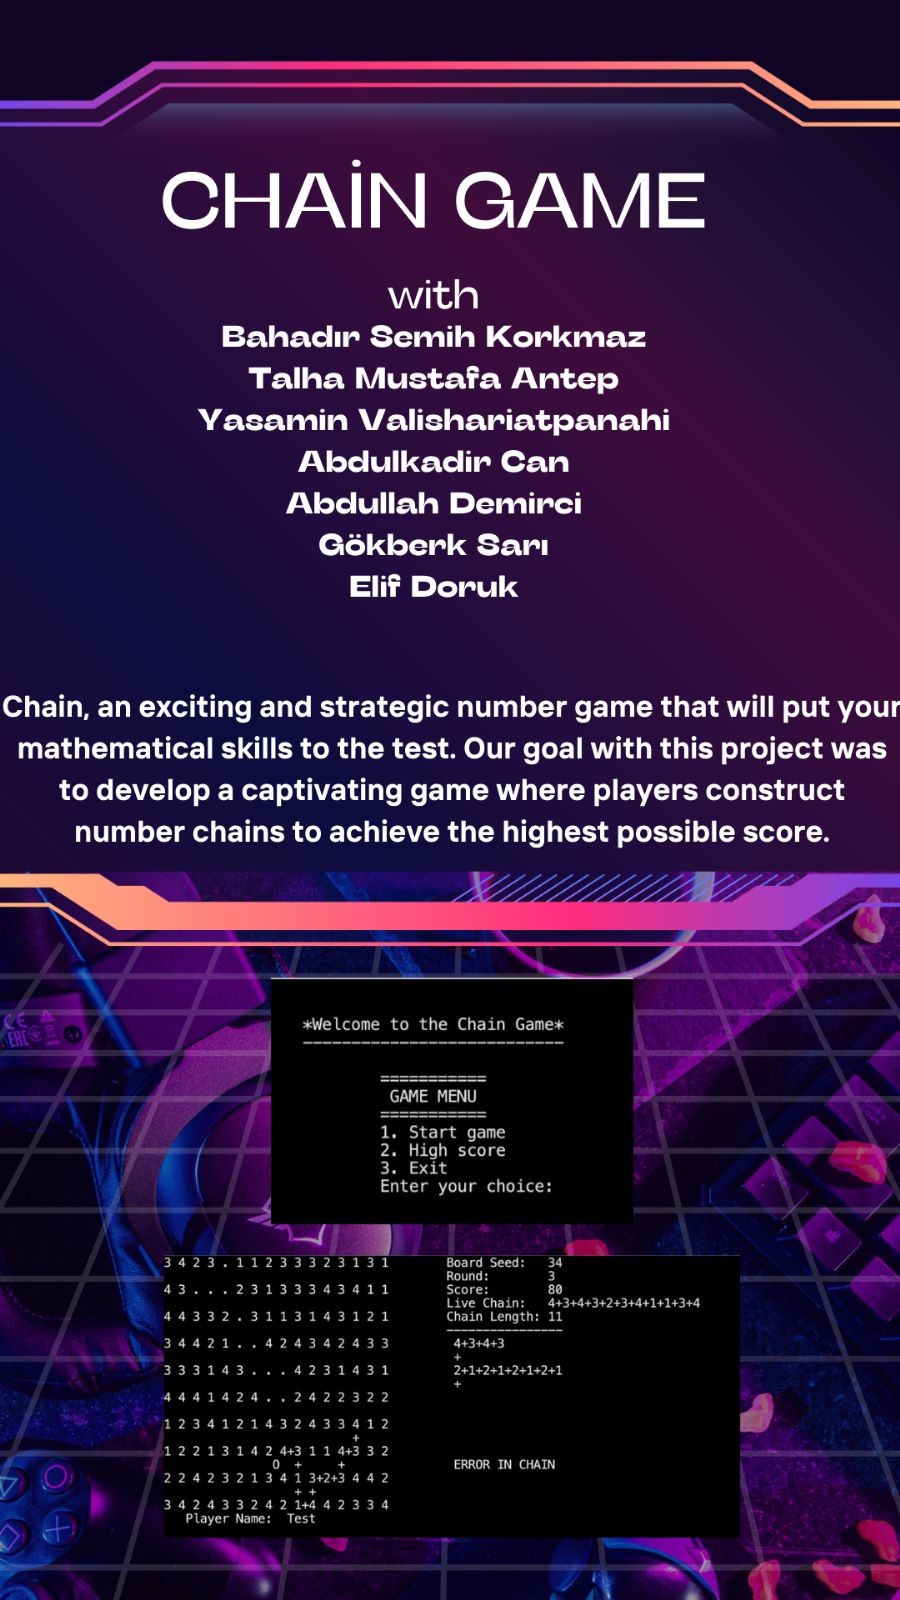 CHAİN GAME
with
Bahadır Semih Korkmaz
Talha Mustafa Antep
Yasamin Valishariatpanahi
Abdulkadir Can
Abdullah Demirci
Gökberk Sarı
Elif Doruk
Chain, an exciting and strategic number game that will put your
mathematical skills to the test. Our goal with this project was
to develop a captivating game where players construct
number chains to achieve the highest possible score.
*Welcome to the Chain Game*
---------------------------
===========
GAME MENU
===========
1. Start game
2. High score
3. Exit
Enter your choice:
3 4 2 3 . 1 1 2 3 3 3 2 3 1 3 1
4 3 . . . 2 3 1 3 3 3 4 3 4 1 1
4 4 3 3 2 . 3 1 1 3 1 4 3 1 2 1
3 4 4 2 1 . . 4 2 4 3 4 2 4 3 3
3 3 3 1 4 3 . . . 4 2 3 1 4 3 1
4 4 4 1 4 2 4 . . 2 4 2 2 3 2 2
1 2 3 4 1 2 1 4 3 2 4 3 3 4 1 2
+
1 2 2 1 3 1 4 2 4+3 1 1 4+3 3 2
O + +
2 2 4 2 3 2 1 3 4 1 3+2+3 4 4 2
+ +
3 4 2 4 3 3 2 4 2 1+4 4 2 3 3 4
Player Name: Test
Board Seed: 34
Round: 3
Score: 80
Live Chain: 4+3+4+3+2+3+4+1+1+3+4
Chain Length: 11
----------------
4+3+4+3
+
2+1+2+1+2+1+2+1
+
ERROR IN CHAIN